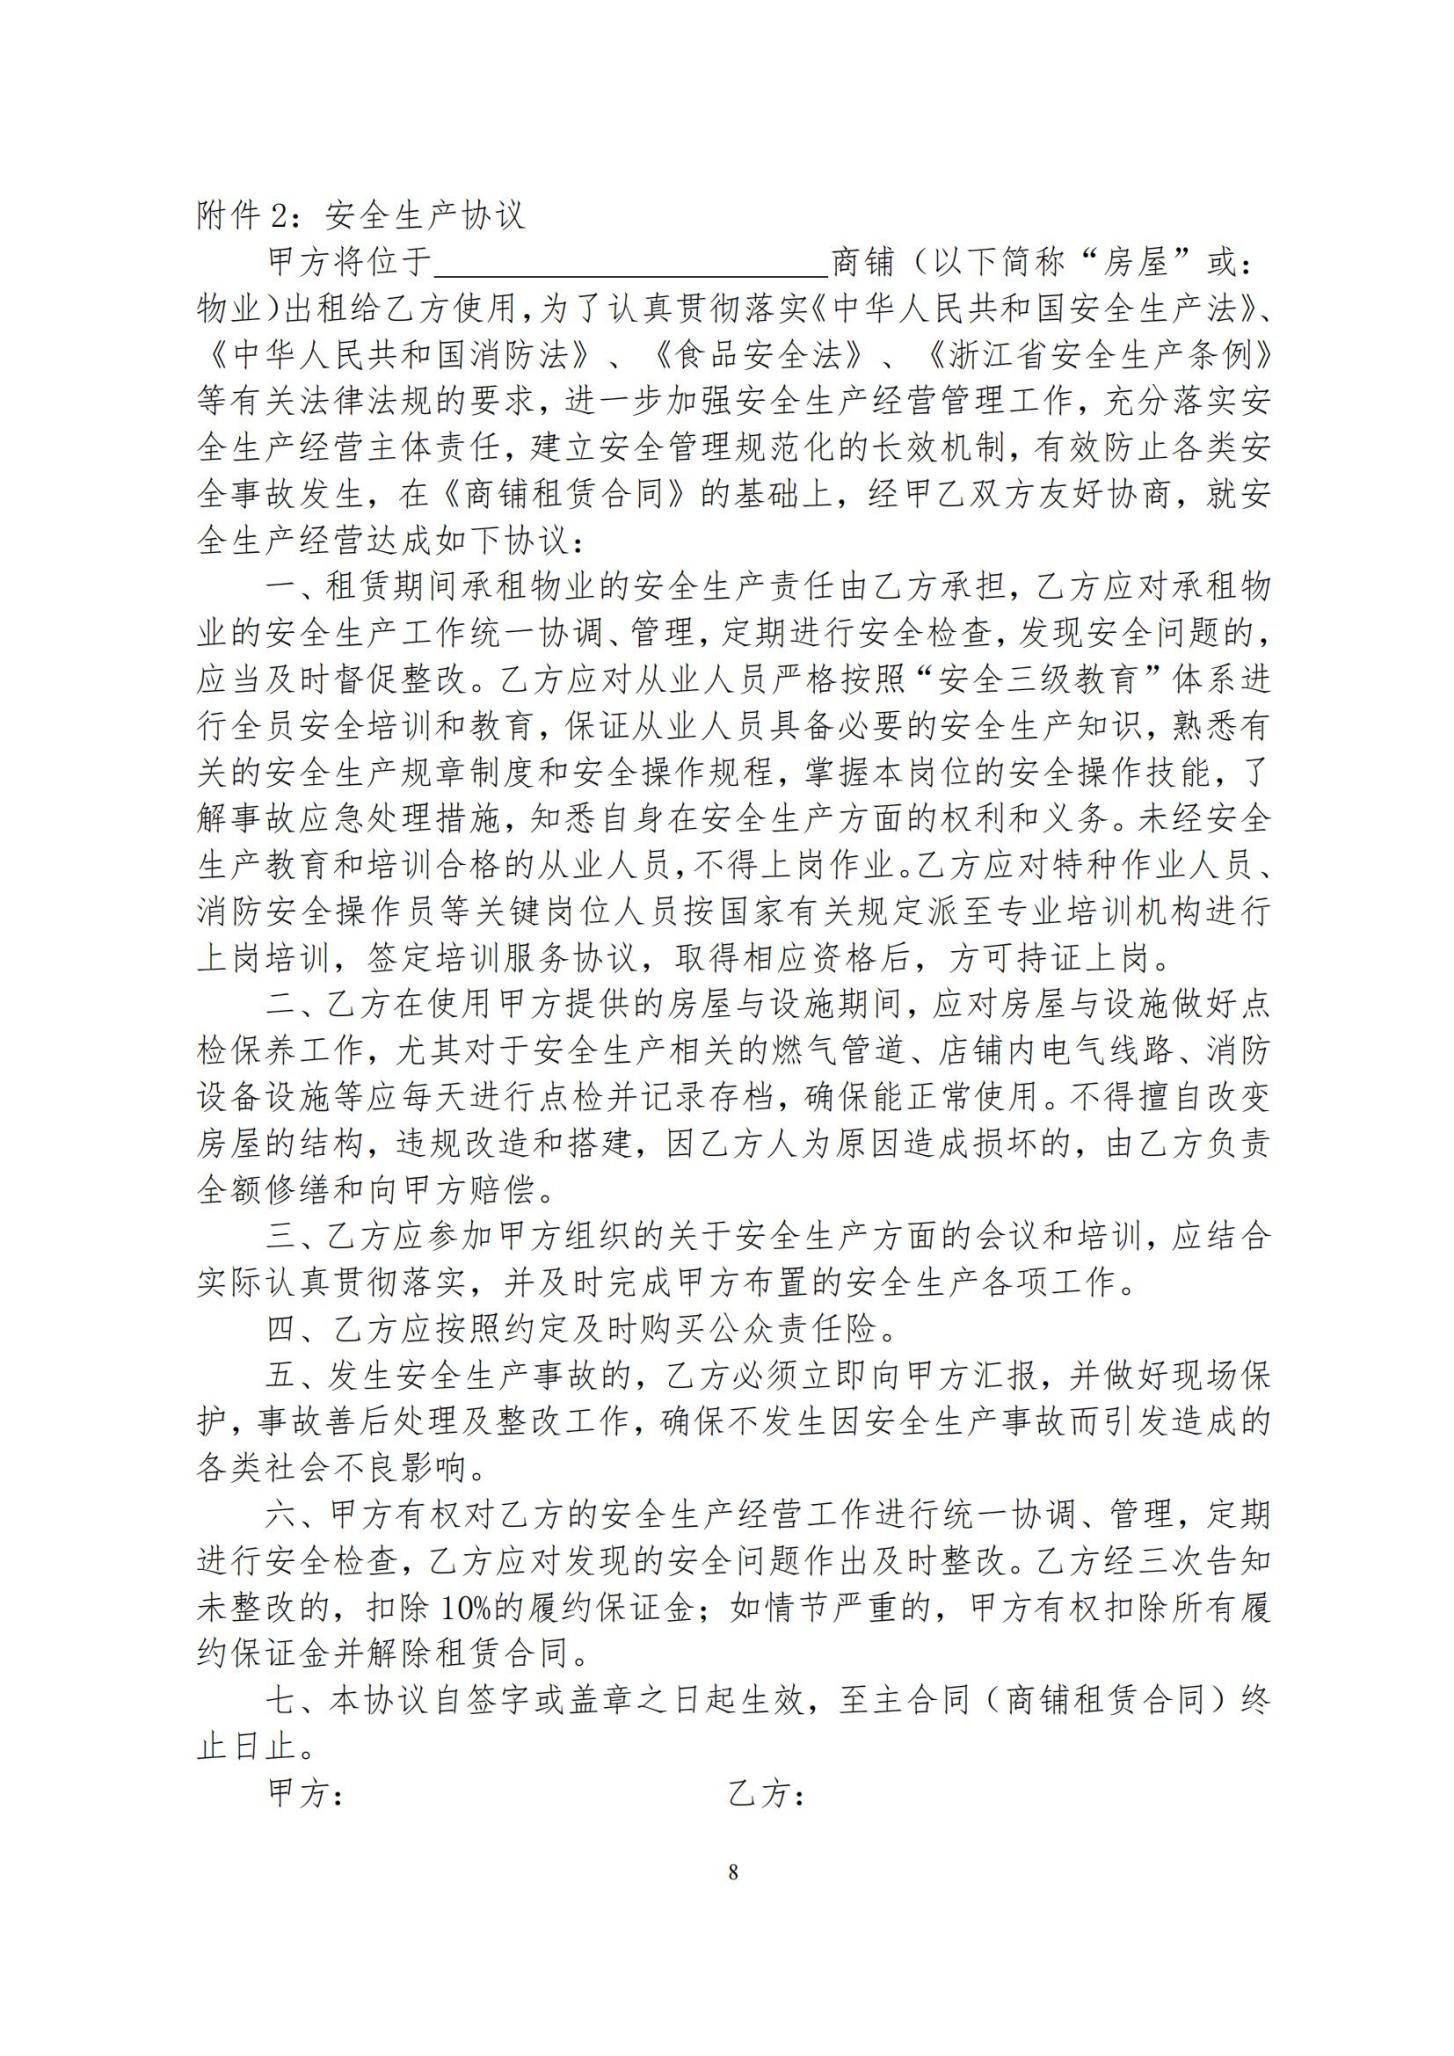 附件2：安全生产协议
甲方将位于________________________商铺（以下简称“房屋”或：
物业）出租给乙方使用，为了认真贯彻落实《中华人民共和国安全生产法》、
《中华人民共和国消防法》、《食品安全法》、《浙江省安全生产条例》
等有关法律法规的要求，进一步加强安全生产经营管理工作，充分落实安
全生产经营主体责任，建立安全管理规范化的长效机制，有效防止各类安
全事故发生，在《商铺租赁合同》的基础上，经甲乙双方友好协商，就安
全生产经营达成如下协议：
一、租赁期间承租物业的安全生产责任由乙方承担，乙方应对承租物
业的安全生产工作统一协调、管理，定期进行安全检查，发现安全问题的，
应当及时督促整改。乙方应对从业人员严格按照“安全三级教育”体系进
行全员安全培训和教育，保证从业人员具备必要的安全生产知识，熟悉有
关的安全生产规章制度和安全操作规程，掌握本岗位的安全操作技能，了
解事故应急处理措施，知悉自身在安全生产方面的权利和义务。未经安全
生产教育和培训合格的从业人员，不得上岗作业。乙方应对特种作业人员、
消防安全操作员等关键岗位人员按国家有关规定派至专业培训机构进行
上岗培训，签定培训服务协议，取得相应资格后，方可持证上岗。
二、乙方在使用甲方提供的房屋与设施期间，应对房屋与设施做好点
检保养工作，尤其对于安全生产相关的燃气管道、店铺内电气线路、消防
设备设施等应每天进行点检并记录存档，确保能正常使用。不得擅自改变
房屋的结构，违规改造和搭建，因乙方人为原因造成损坏的，由乙方负责
全额修缮和向甲方赔偿。
三、乙方应参加甲方组织的关于安全生产方面的会议和培训，应结合
实际认真贯彻落实，并及时完成甲方布置的安全生产各项工作。
四、乙方应按照约定及时购买公众责任险。
五、发生安全生产事故的，乙方必须立即向甲方汇报，并做好现场保
护，事故善后处理及整改工作，确保不发生因安全生产事故而引发造成的
各类社会不良影响。
六、甲方有权对乙方的安全生产经营工作进行统一协调、管理，定期
进行安全检查，乙方应对发现的安全问题作出及时整改。乙方经三次告知
未整改的，扣除10%的履约保证金；如情节严重的，甲方有权扣除所有履
约保证金并解除租赁合同。
七、本协议自签字或盖章之日起生效，至主合同（商铺租赁合同）终
止日止。
甲方： 乙方：
8